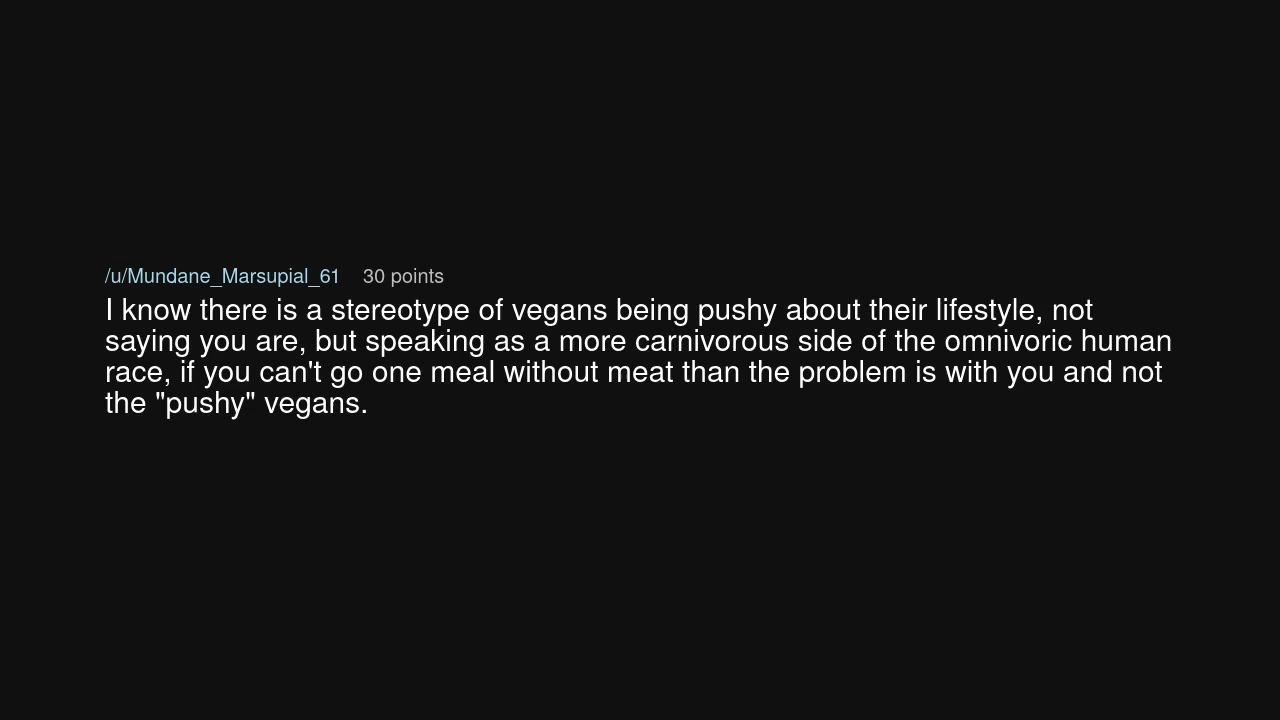 /u/Mundane_Marsupial_61 30 points
I know there is a stereotype of vegans being pushy about their lifestyle, not
saying you are, but speaking as a more carnivorous side of the omnivoric human
race, if you can't go one meal without meat than the problem is with you and not
the "pushy" vegans.